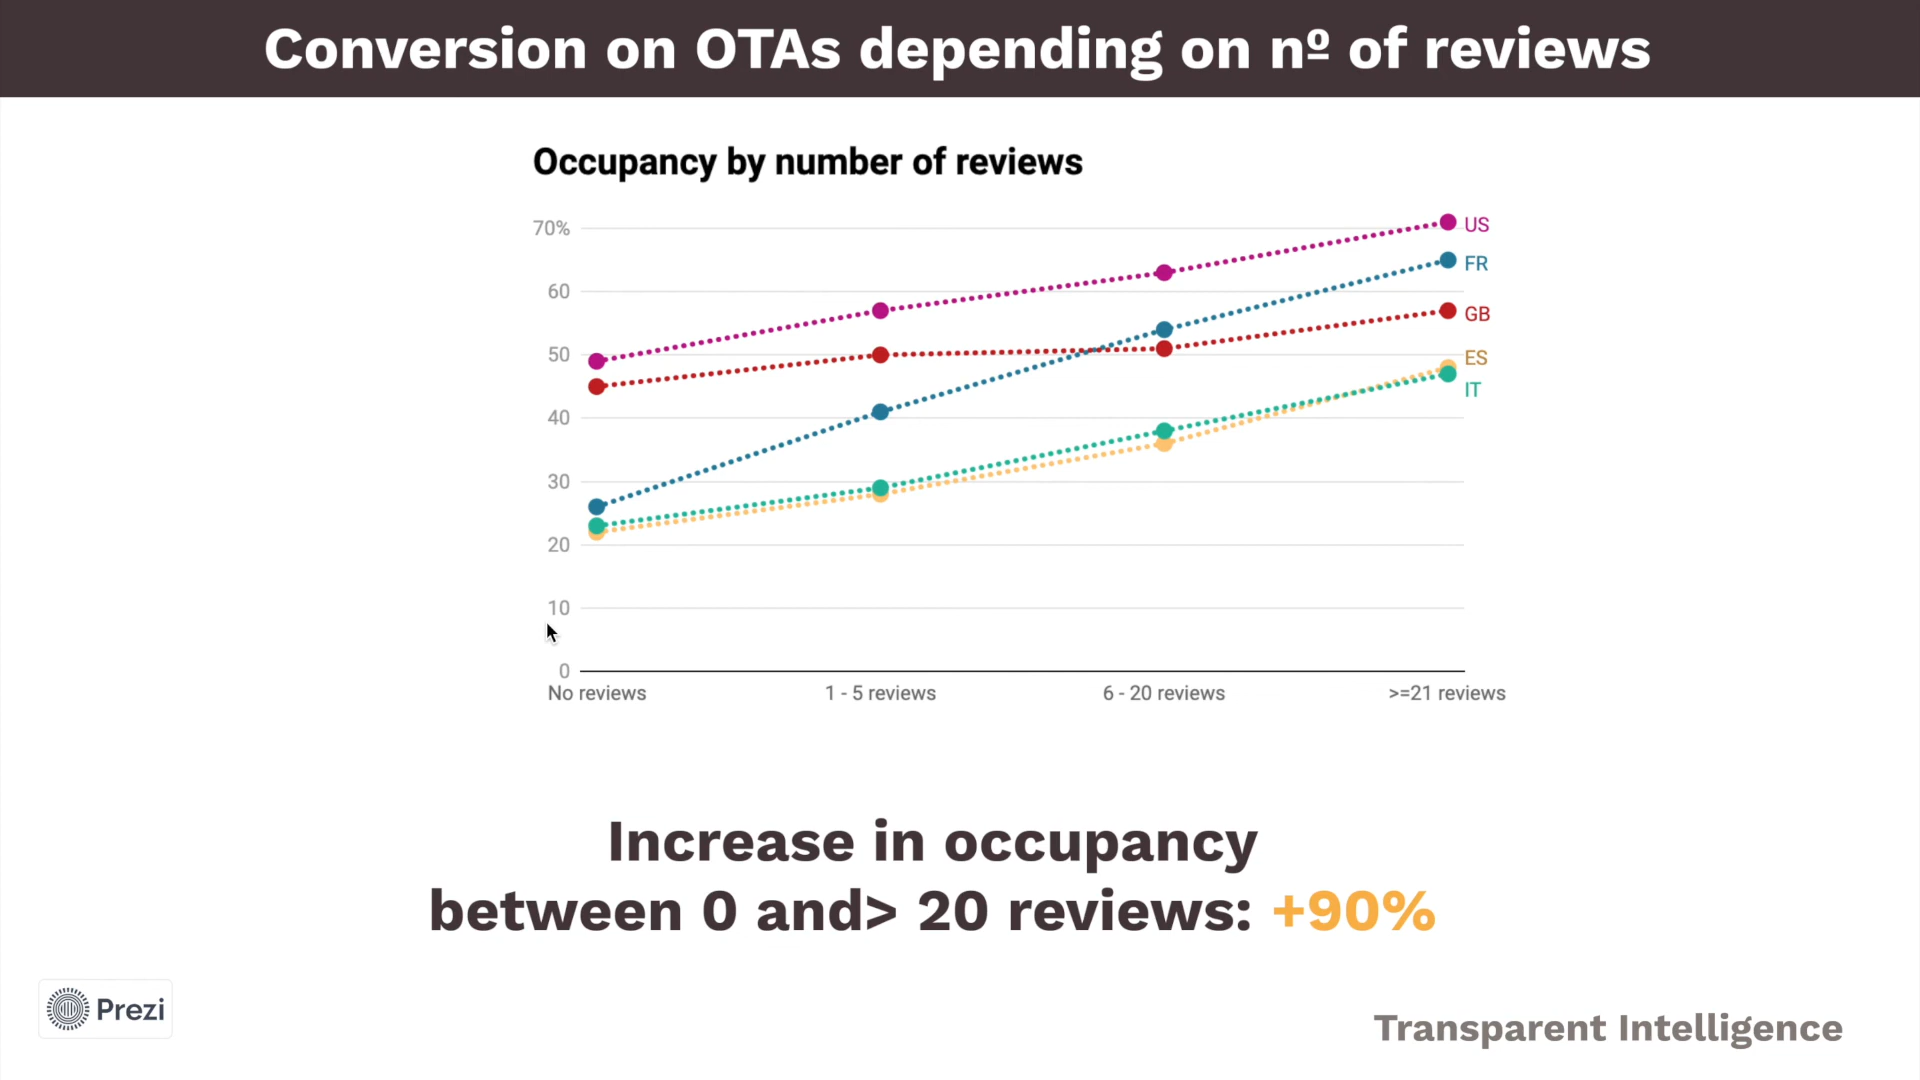 Conversion on OTAs depending on nº of reviews
Occupancy by number of reviews
70%
60
50
40
30
20
10
0
US
FR
GB
ES
IT
No reviews
1 - 5 reviews
6 - 20 reviews
>=21 reviews
Increase in occupancy
between 0 and> 20 reviews: +90%
Prezi
Transparent Intelligence